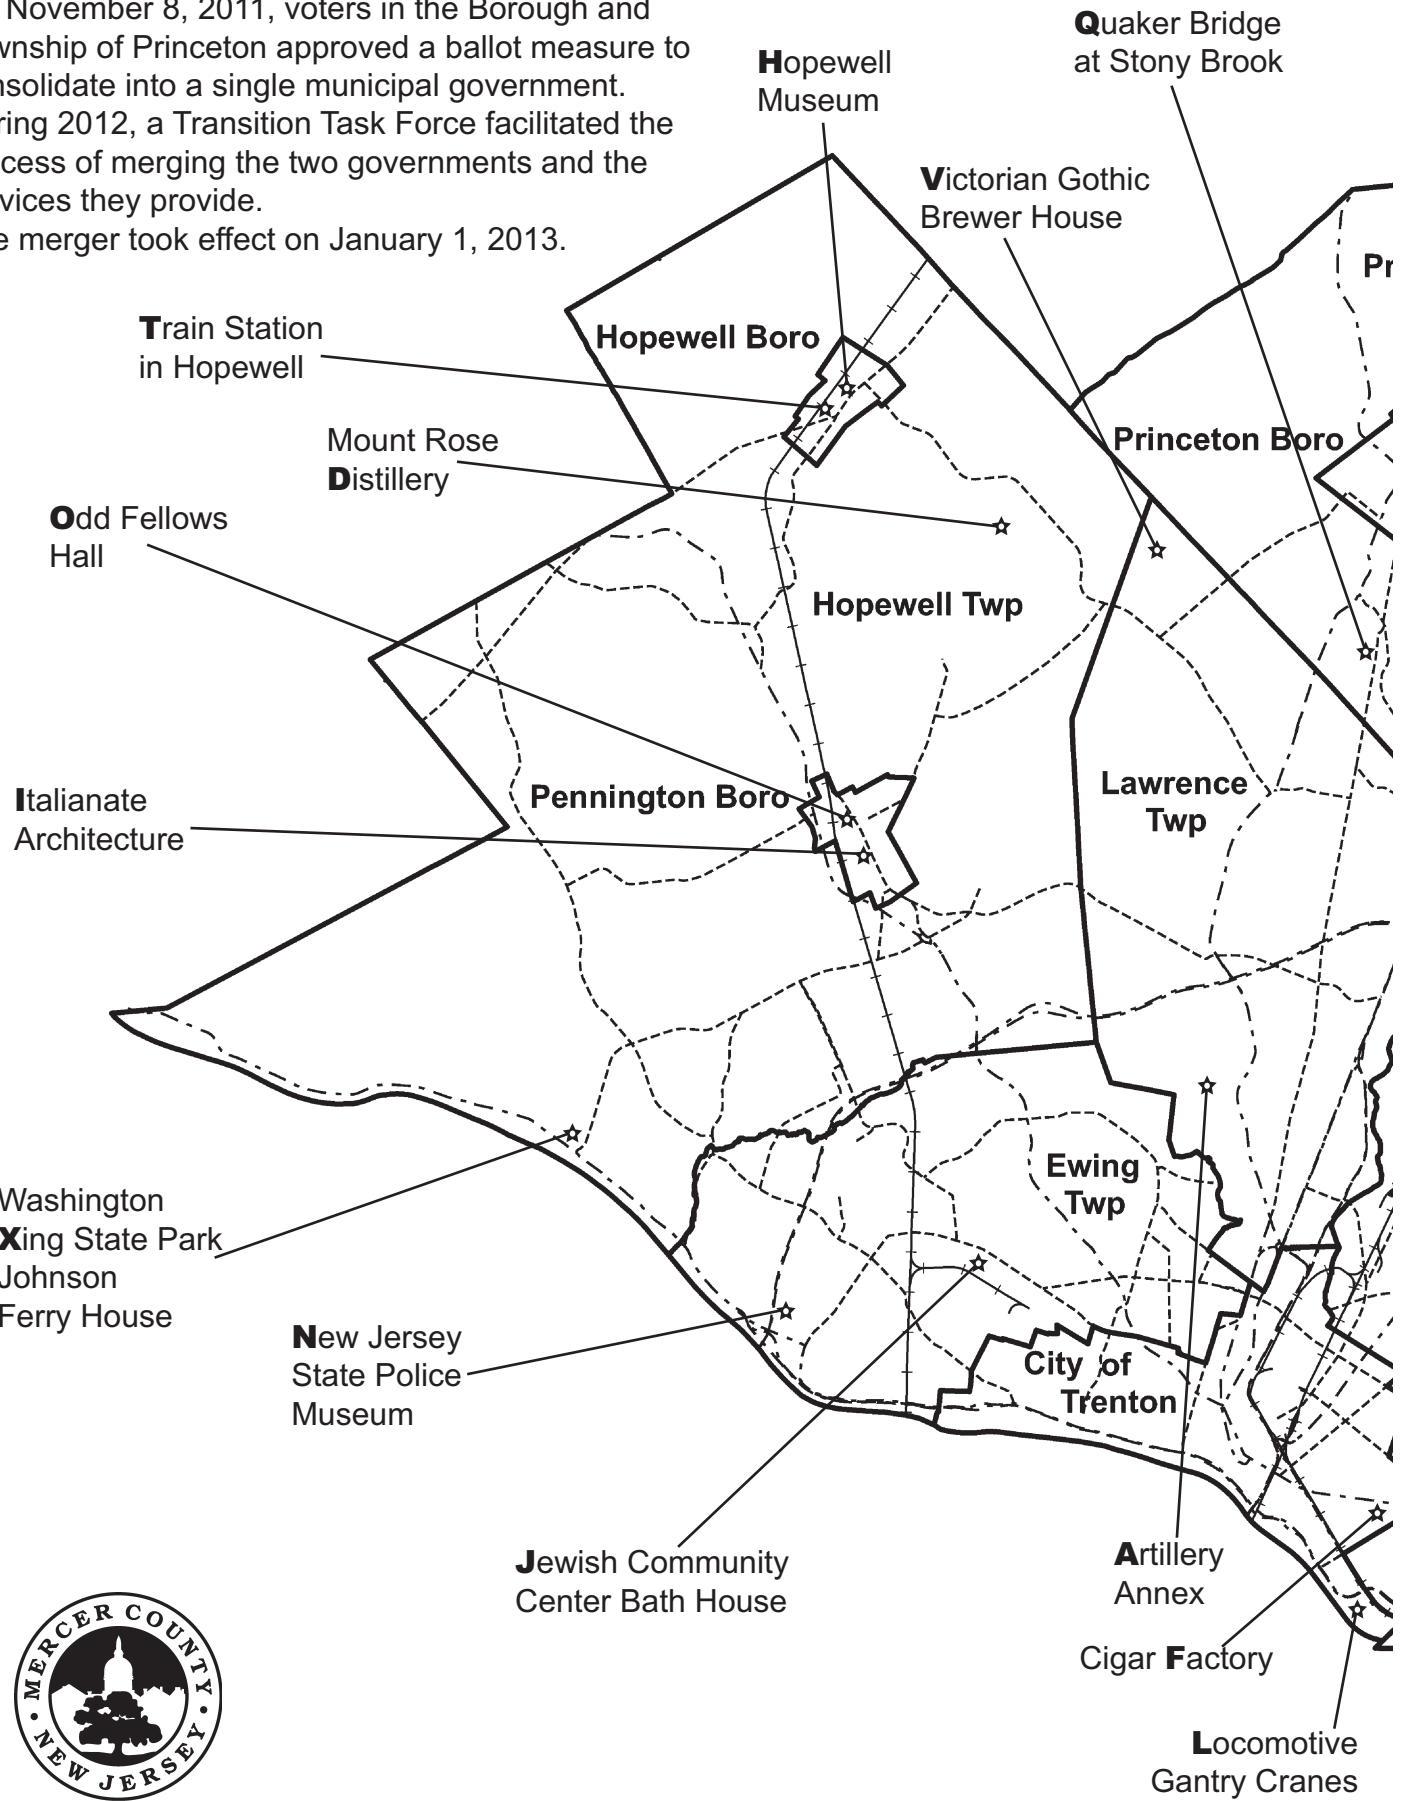 November 8, 2011, voters in the Borough and
wnship of Princeton approved a ballot measure to
nsolidate into a single municipal government.
ring 2012, a Transition Task Force facilitated the
cess of merging the two governments and the
vices they provide.
e merger took effect on January 1, 2013.
Quaker Bridge
at Stony Brook
Hopewell
Museum
Victorian Gothic
Brewer House
Pr
Train Station
in Hopewell
Hopewell Boro
Mount Rose
Distillery
Princeton Boro
Odd Fellows
Hall
Hopewell Twp
Italianate
Architecture
Pennington Boro
Lawrence
Twp
Ewing
Twp
Washington
Xing State Park
Johnson
Ferry House
New Jersey
State Police
Museum
City of
Trenton
Jewish Community
Center Bath House
Artillery
Annex
Cigar Factory
Locomotive
Gantry Cranes
MERCER COUNTY
NEW JERSEY